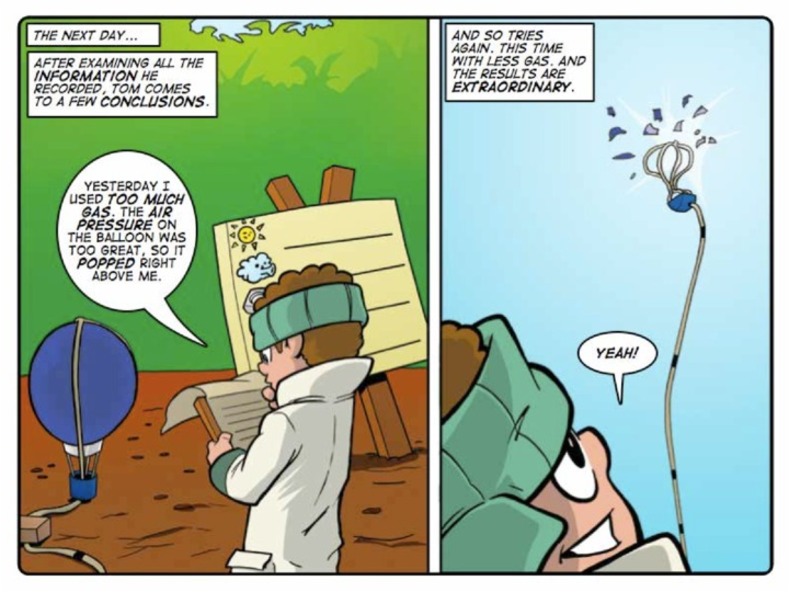 THE NEXT DAY...
AFTER EXAMINING ALL THE
INFORMATION HE
RECORDED, TOM COMES
TO A FEW CONCLUSIONS.
YESTERDAY I
USED TOO MUCH
GAS. THE AIR
PRESSURE ON
THE BALLOON WAS
TOO GREAT, SO IT
POPPED RIGHT
ABOVE ME.
AND SO TRIES
AGAIN. THIS TIME
WITH LESS GAS. AND
THE RESULTS ARE
EXTRAORDINARY.
YEAH!